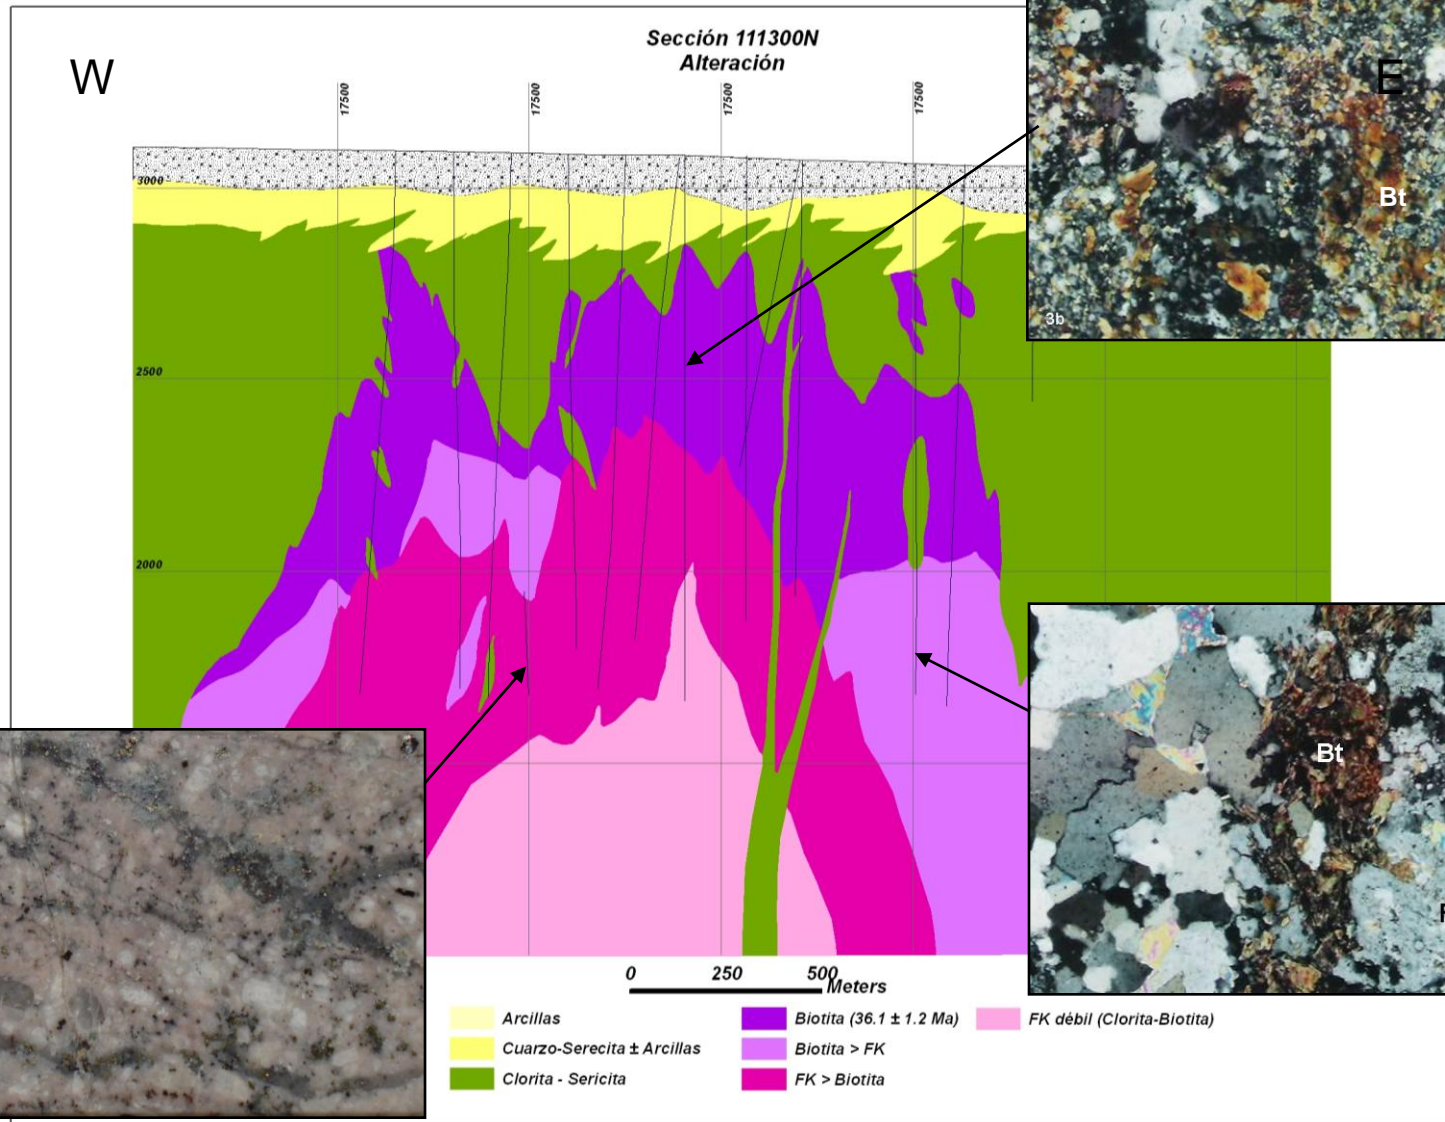 Sección 111300N
Alteración
W
E
17500
17500
17500
17500
3000
2500
2000
Bt
3b
Bt
0 250 500
Meters
Arcillas
Cuarzo-Serecita ± Arcillas
Clorita - Sericita
Biotita (36.1 ± 1.2 Ma)
Biotita > FK
FK > Biotita
FK débil (Clorita-Biotita)